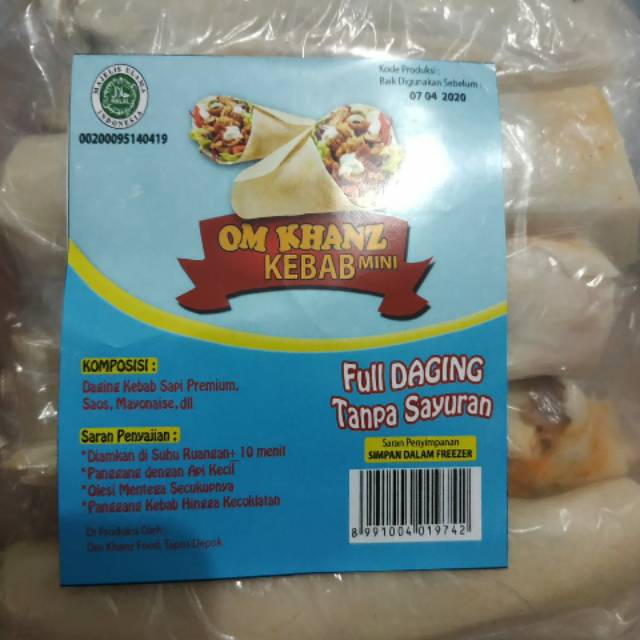 MAJELIS ULAMA
HALAL
INDONESIA
00200095140419
Kode Produksi :
Baik Digunakan Sebelum :
07 04 2020
OM KHANZ
KEBAB MINI
KOMPOSISI :
Daging Kebab Sapi Premium,
Saos, Mayonaise, dll
Full DAGING
Tanpa Sayuran
Saran Penyajian :
*Diamkan di Suhu Ruangan± 10 menit
*Panggang dengan Api Kecil
*Olesi Mentega Secukupnya
*Panggang Kebab Hingga Kecoklatan
Saran Penyimpanan
SIMPAN DALAM FREEZER
8 991004 019742
Di Produksi Oleh :
Om Khanz Food, Tapos Depok